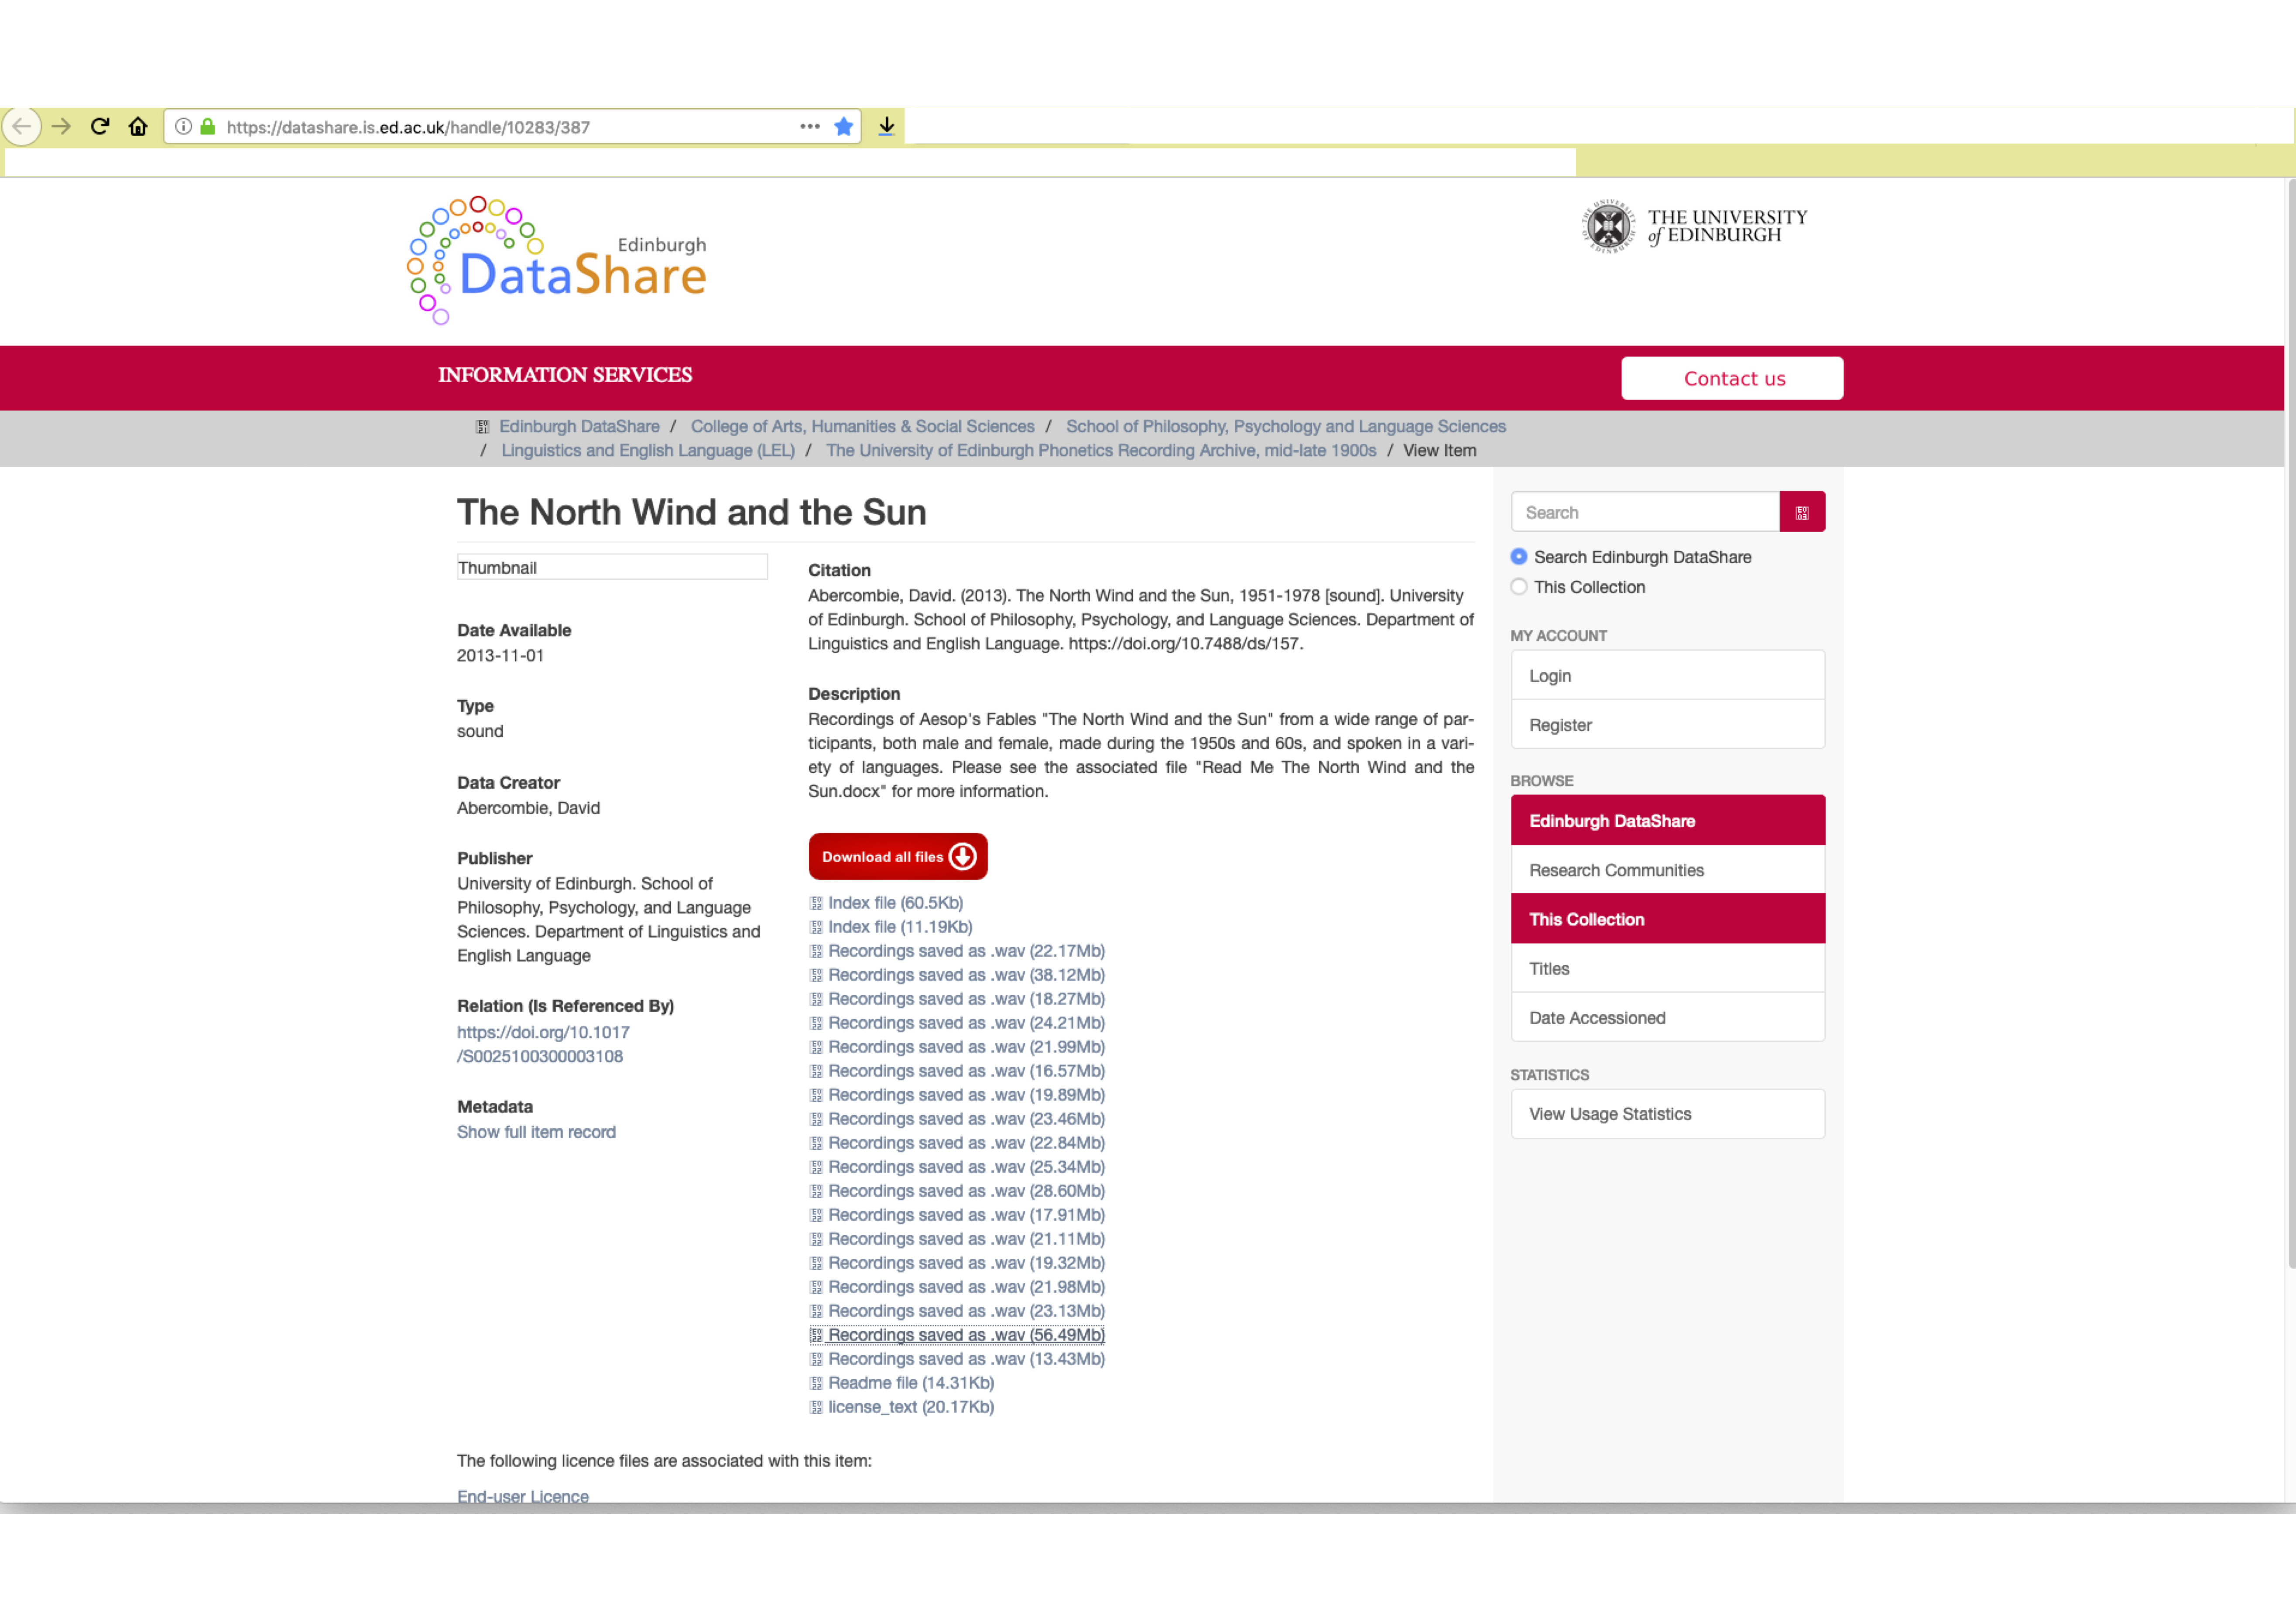 https://datashare.is.ed.ac.uk/handle/10283/387
Edinburgh
DataShare
THE UNIVERSITY
of EDINBURGH
INFORMATION SERVICES
Contact us
Edinburgh DataShare / College of Arts, Humanities & Social Sciences / School of Philosophy, Psychology and Language Sciences
/ Linguistics and English Language (LEL) / The University of Edinburgh Phonetics Recording Archive, mid-late 1900s / View Item
The North Wind and the Sun
Thumbnail
Date Available
2013-11-01
Type
sound
Data Creator
Abercombie, David
Publisher
University of Edinburgh. School of
Philosophy, Psychology, and Language
Sciences. Department of Linguistics and
English Language
Relation (Is Referenced By)
https://doi.org/10.1017
/S0025100300003108
Metadata
Show full item record
Citation
Abercombie, David. (2013). The North Wind and the Sun, 1951-1978 [sound]. University
of Edinburgh. School of Philosophy, Psychology, and Language Sciences. Department of
Linguistics and English Language. https://doi.org/10.7488/ds/157.
Description
Recordings of Aesop's Fables "The North Wind and the Sun" from a wide range of par-
ticipants, both male and female, made during the 1950s and 60s, and spoken in a vari-
ety of languages. Please see the associated file "Read Me The North Wind and the
Sun.docx" for more information.
Download all files
Index file (60.5Kb)
Index file (11.19Kb)
Recordings saved as .wav (22.17Mb)
Recordings saved as .wav (38.12Mb)
Recordings saved as .wav (18.27Mb)
Recordings saved as .wav (24.21Mb)
Recordings saved as .wav (21.99Mb)
Recordings saved as .wav (16.57Mb)
Recordings saved as .wav (19.89Mb)
Recordings saved as .wav (23.46Mb)
Recordings saved as .wav (22.84Mb)
Recordings saved as .wav (25.34Mb)
Recordings saved as .wav (28.60Mb)
Recordings saved as .wav (17.91Mb)
Recordings saved as .wav (21.11Mb)
Recordings saved as .wav (19.32Mb)
Recordings saved as .wav (21.98Mb)
Recordings saved as .wav (23.13Mb)
Recordings saved as .wav (56.49Mb)
Recordings saved as .wav (13.43Mb)
Readme file (14.31Kb)
license_text (20.17Kb)
The following licence files are associated with this item:
End-user Licence
Search
Search Edinburgh DataShare
This Collection
MY ACCOUNT
Login
Register
BROWSE
Edinburgh DataShare
Research Communities
This Collection
Titles
Date Accessioned
STATISTICS
View Usage Statistics